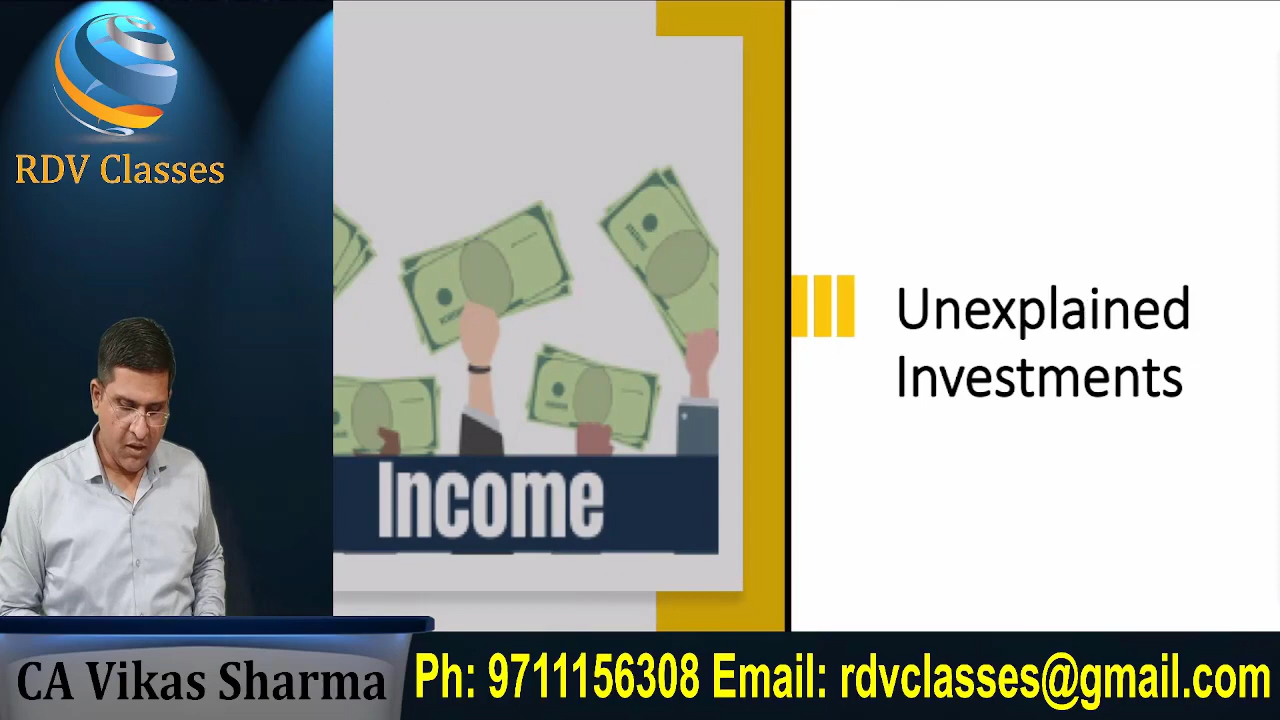 RDV Classes
Income
Unexplained
Investments
CA Vikas Sharma
Ph: 9711156308 Email: rdvclasses@gmail.com